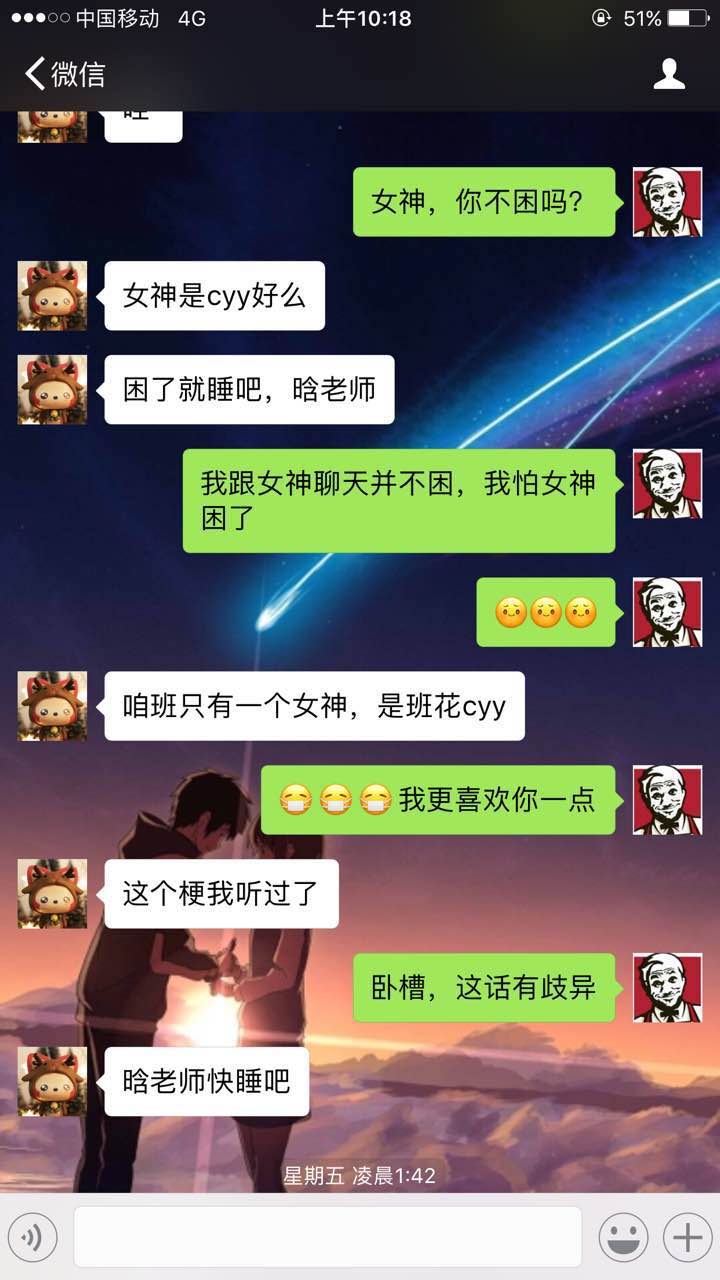 中国移动 4G 上午10:18 51%
微信
女神，你不困吗?
女神是cyy好么
困了就睡吧，晗老师
我跟女神聊天并不困，我怕女神
困了
咱班只有一个女神，是班花cyy
我更喜欢你一点
这个梗我听过了
卧槽，这话有歧异
晗老师快睡吧
星期五 凌晨1:42